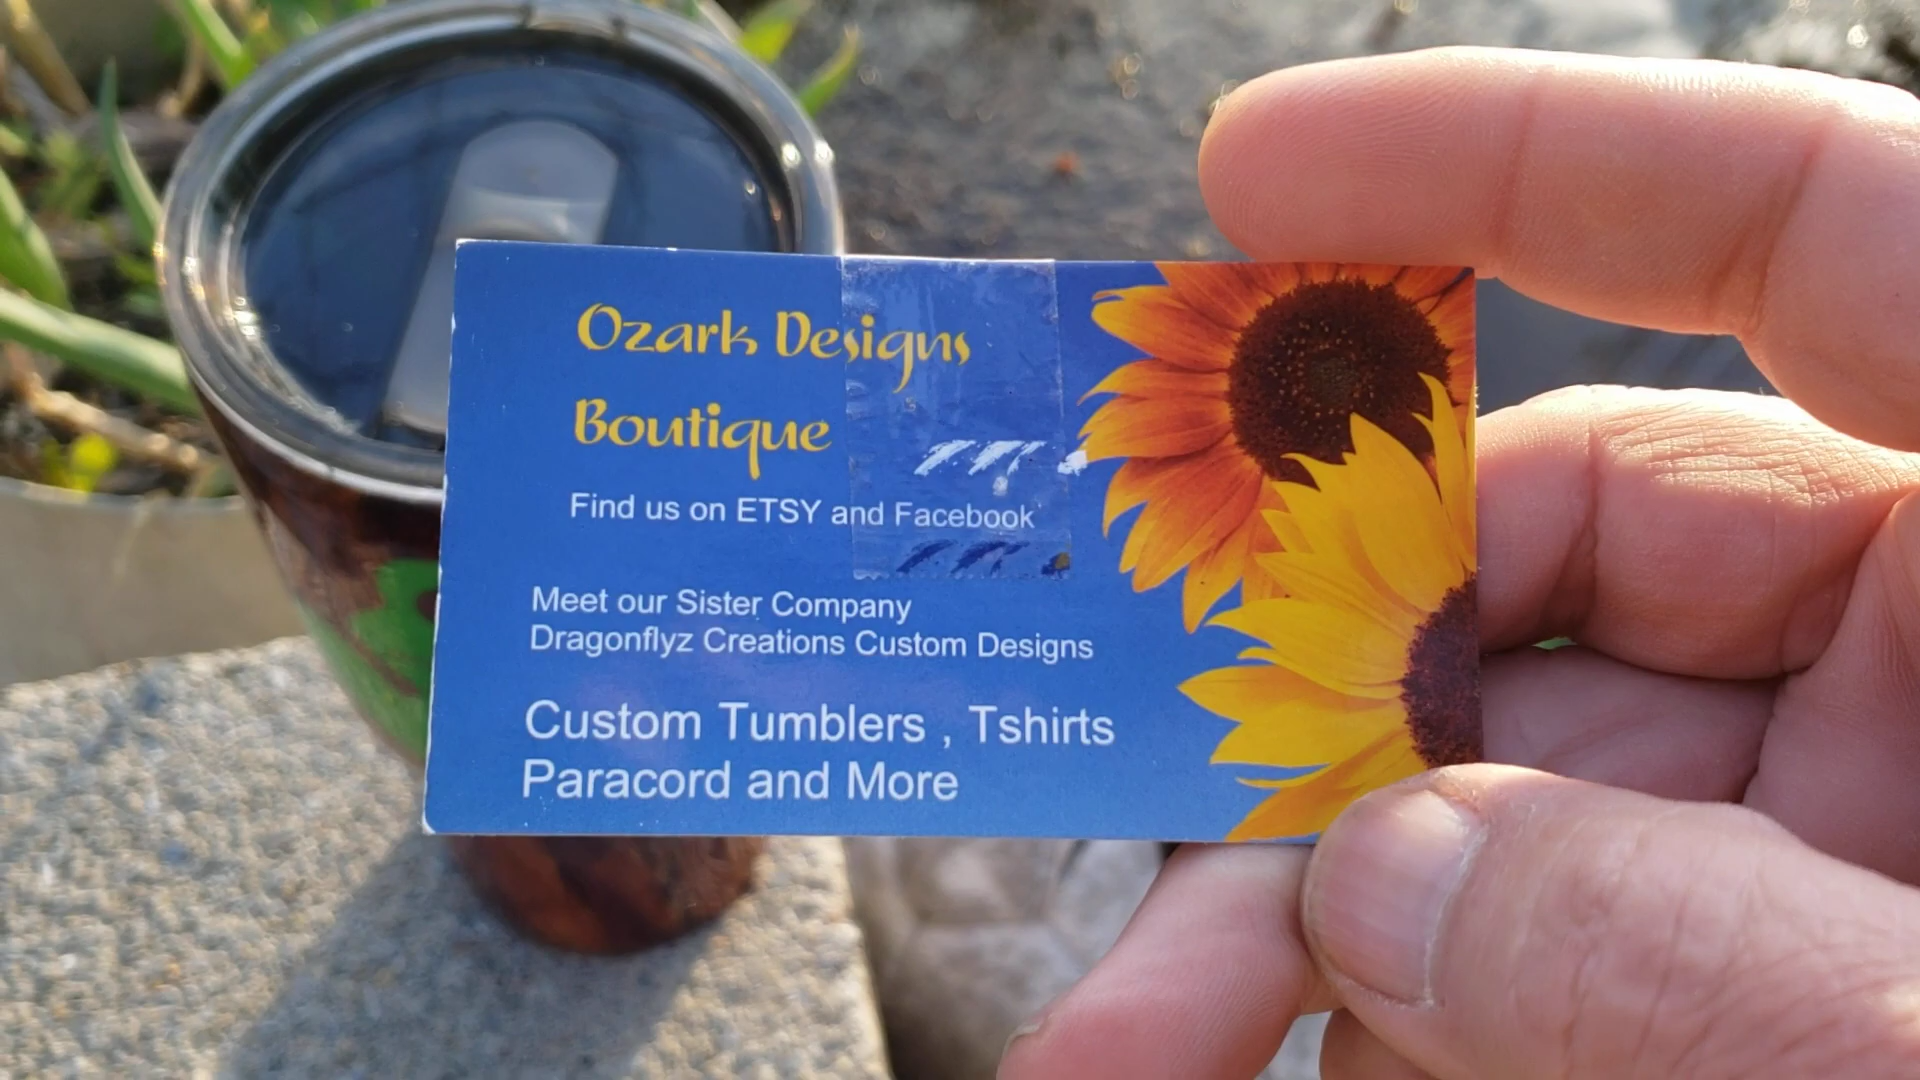 Ozark Designs
Boutique
Find us on ETSY and Facebook
Meet our Sister Company
Dragonflyz Creations Custom Designs
Custom Tumblers , Tshirts
Paracord and More